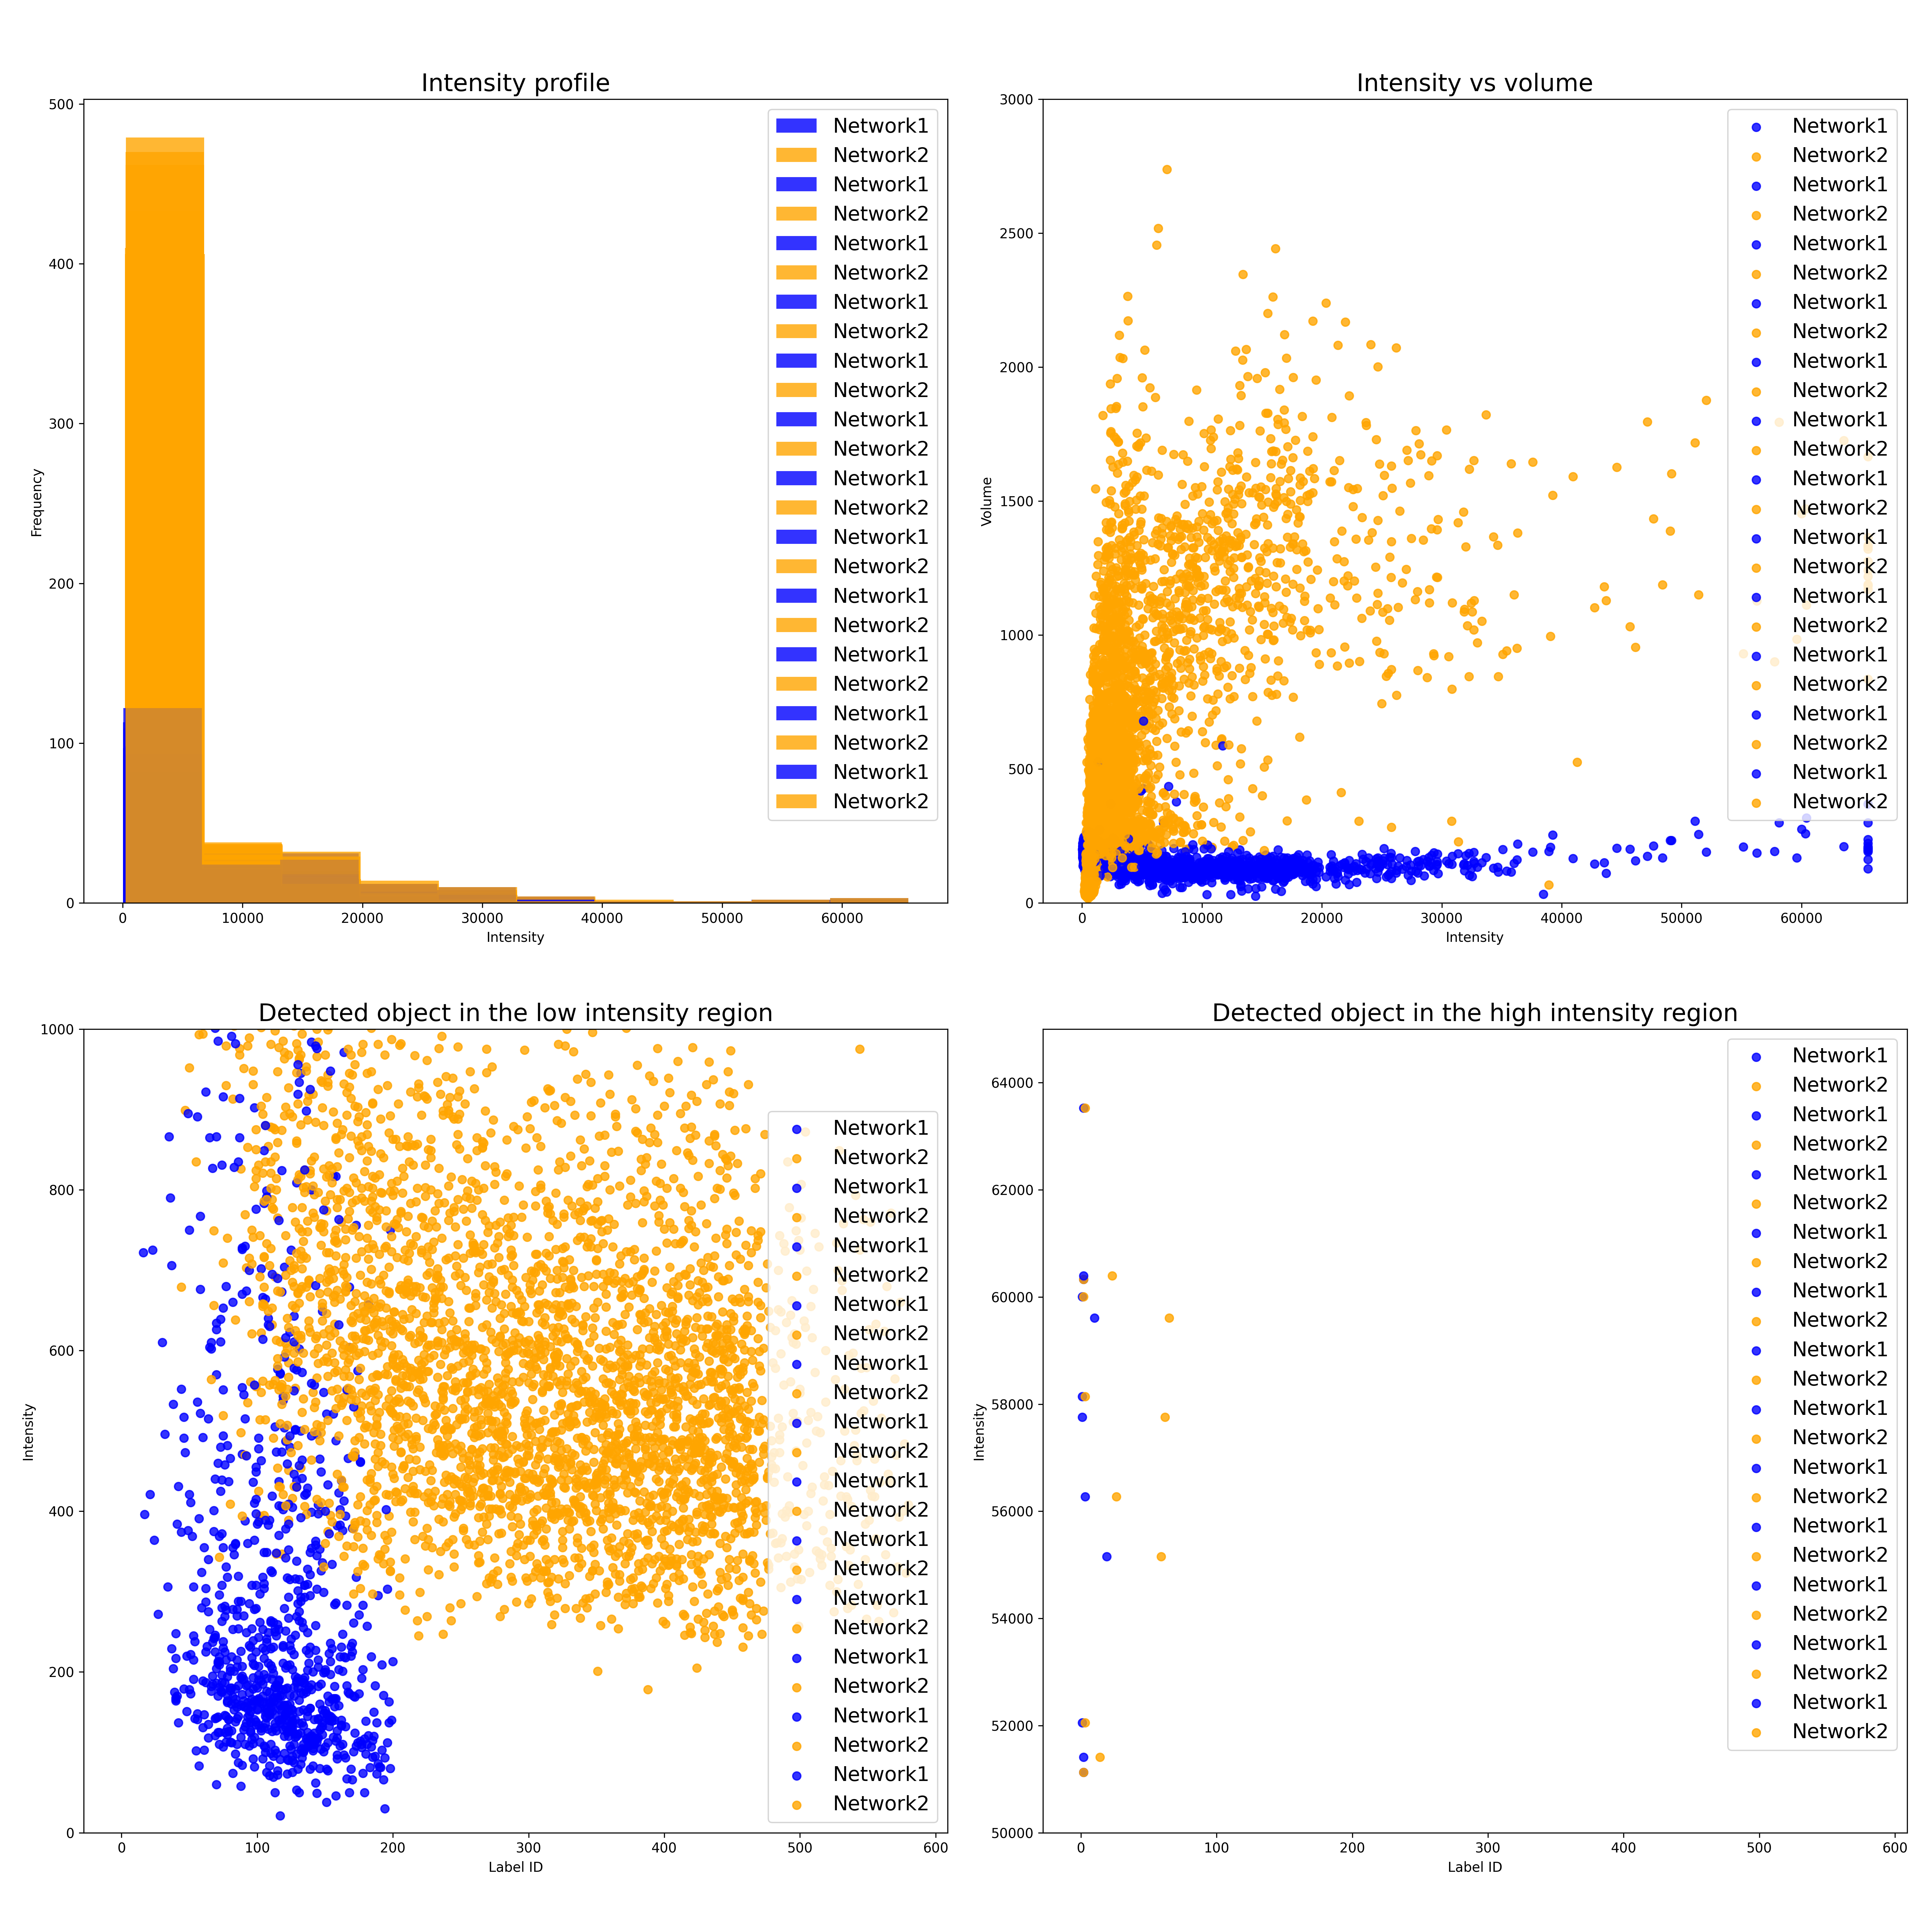 Intensity profile
500
400
300
200
100
0
Frequency
0 10000 20000 30000 40000 50000 60000
Intensity
Network1
Network2
Network1
Network2
Network1
Network2
Network1
Network2
Network1
Network2
Network1
Network2
Network1
Network2
Network1
Network2
Network1
Network2
Network1
Network2
Network1
Network2
Network1
Network2
Intensity vs volume
3000
2500
2000
1500
1000
500
0
Volume
0 10000 20000 30000 40000 50000 60000
Intensity
Network1
Network2
Network1
Network2
Network1
Network2
Network1
Network2
Network1
Network2
Network1
Network2
Network1
Network2
Network1
Network2
Network1
Network2
Network1
Network2
Network1
Network2
Network1
Network2
Detected object in the low intensity region
1000
800
600
400
200
0
Intensity
0 100 200 300 400 500 600
Label ID
Network1
Network2
Network1
Network2
Network1
Network2
Network1
Network2
Network1
Network2
Network1
Network2
Network1
Network2
Network1
Network2
Network1
Network2
Network1
Network2
Network1
Network2
Network1
Network2
Detected object in the high intensity region
64000
62000
60000
58000
56000
54000
52000
50000
Intensity
0 100 200 300 400 500 600
Label ID
Network1
Network2
Network1
Network2
Network1
Network2
Network1
Network2
Network1
Network2
Network1
Network2
Network1
Network2
Network1
Network2
Network1
Network2
Network1
Network2
Network1
Network2
Network1
Network2